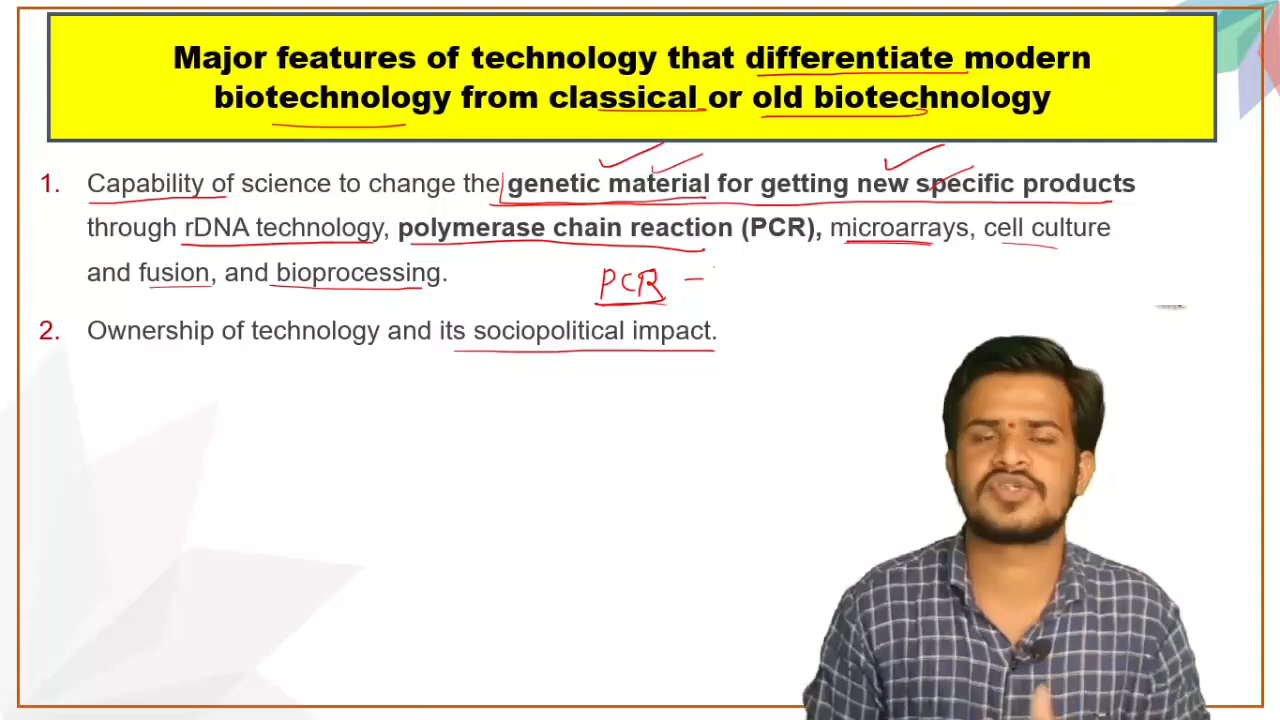 Major features of technology that differentiate modern
biotechnology from classical or old biotechnology
1. Capability of science to change the genetic material for getting new specific products
through rDNA technology, polymerase chain reaction (PCR), microarrays, cell culture
and fusion, and bioprocessing.
PCR -
2. Ownership of technology and its sociopolitical impact.